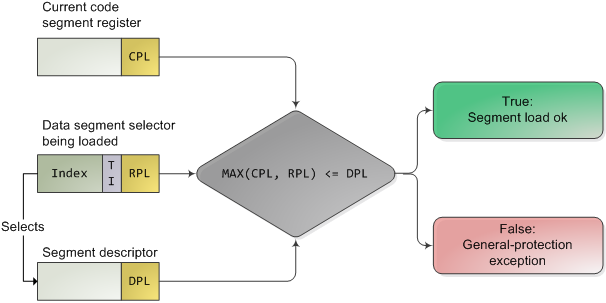 Current code
segment register
CPL
Data segment selector
being loaded
Index
T
I
RPL
Selects
Segment descriptor
DPL
MAX(CPL, RPL) <= DPL
True:
Segment load ok
False:
General-protection
exception